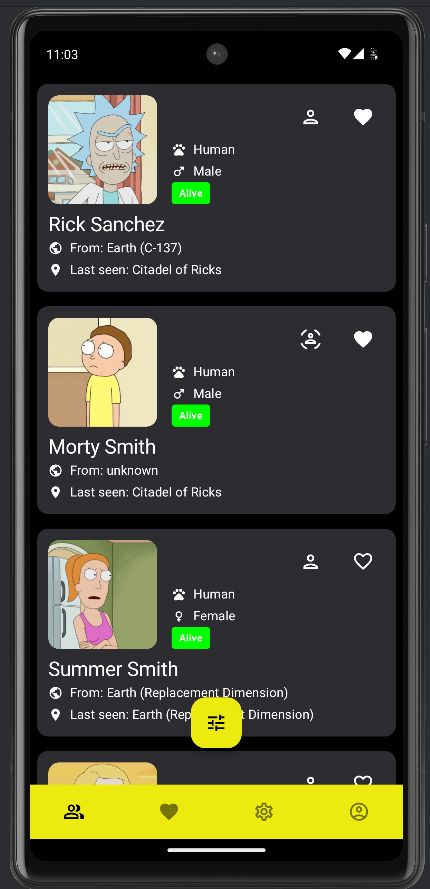 11:03
Human
Male
Alive
Rick Sanchez
From: Earth (C-137)
Last seen: Citadel of Ricks
Human
Male
Alive
Morty Smith
From: unknown
Last seen: Citadel of Ricks
Human
Female
Alive
Summer Smith
From: Earth (Replacement Dimension)
Last seen: Earth (Rep t Dimension)